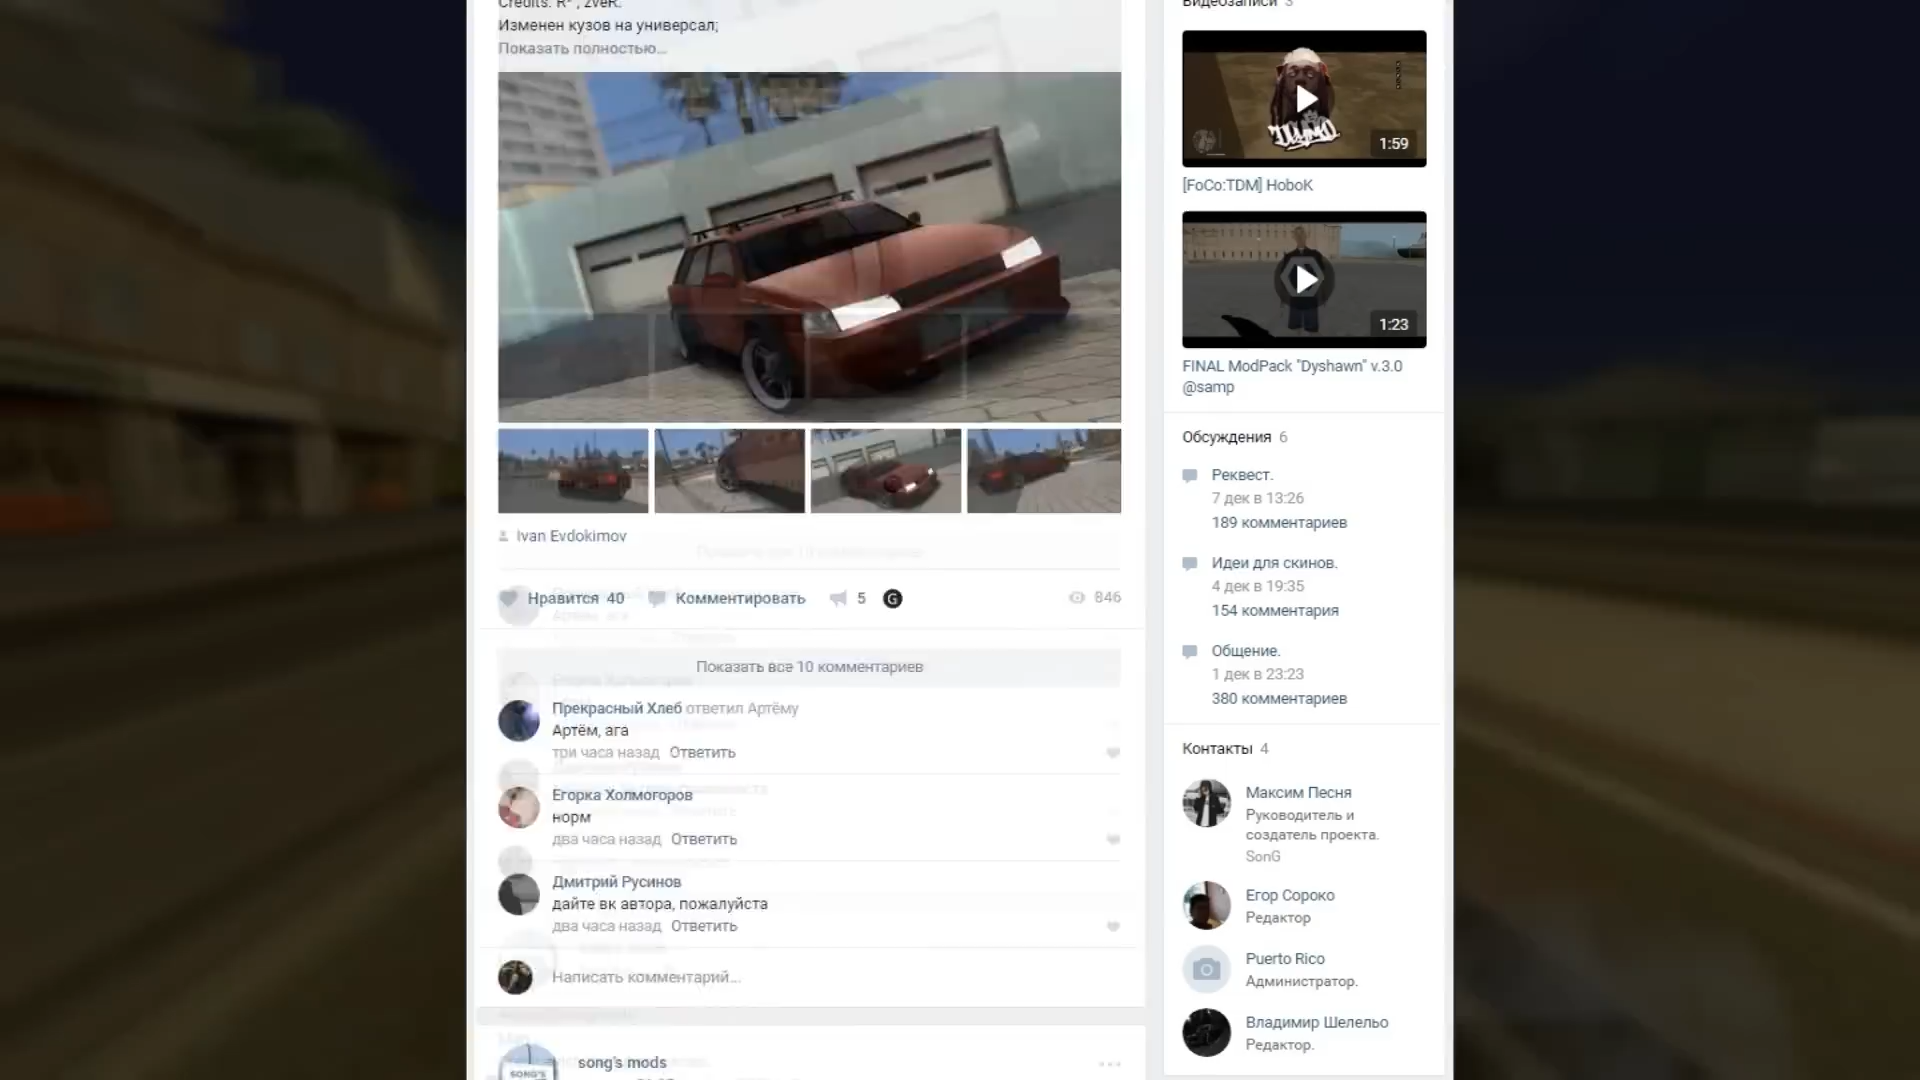 Credits: R* , zveR.
Изменен кузов на универсал;
Показать полностью…
Ivan Evdokimov
Нравится 40
Комментировать
5
G
846
Показать все 10 комментариев
Прекрасный Хлеб ответил Артёму
Артём, ага
три часа назад Ответить
Егорка Холмогоров
норм
два часа назад Ответить
Дмитрий Русинов
дайте вк автора, пожалуйста
два часа назад Ответить
Написать комментарий…
SONG'S
song's mods
Видеозаписи 3
1:59
[FoCo:TDM] HoboK
1:23
FINAL ModPack "Dyshawn" v.3.0
@samp
Обсуждения 6
Реквест.
7 дек в 13:26
189 комментариев
Идеи для скинов.
4 дек в 19:35
154 комментария
Общение.
1 дек в 23:23
380 комментариев
Контакты 4
Максим Песня
Руководитель и
создатель проекта.
SonG
Егор Сороко
Редактор
Puerto Rico
Администратор.
Владимир Шелельо
Редактор.